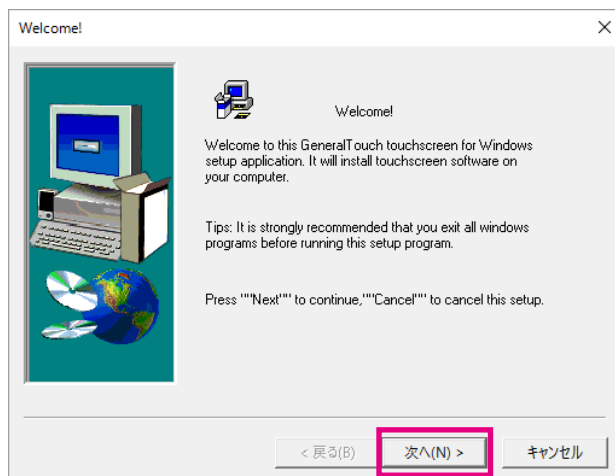 Welcome!
Welcome!
Welcome to this GeneralTouch touchscreen for Windows
setup application. It will install touchscreen software on
your computer.
Tips: It is strongly recommended that you exit all windows
programs before running this setup program.
Press ""Next"" to continue,""Cancel"" to cancel this setup.
< 戻る(B) 次へ(N) > キャンセル